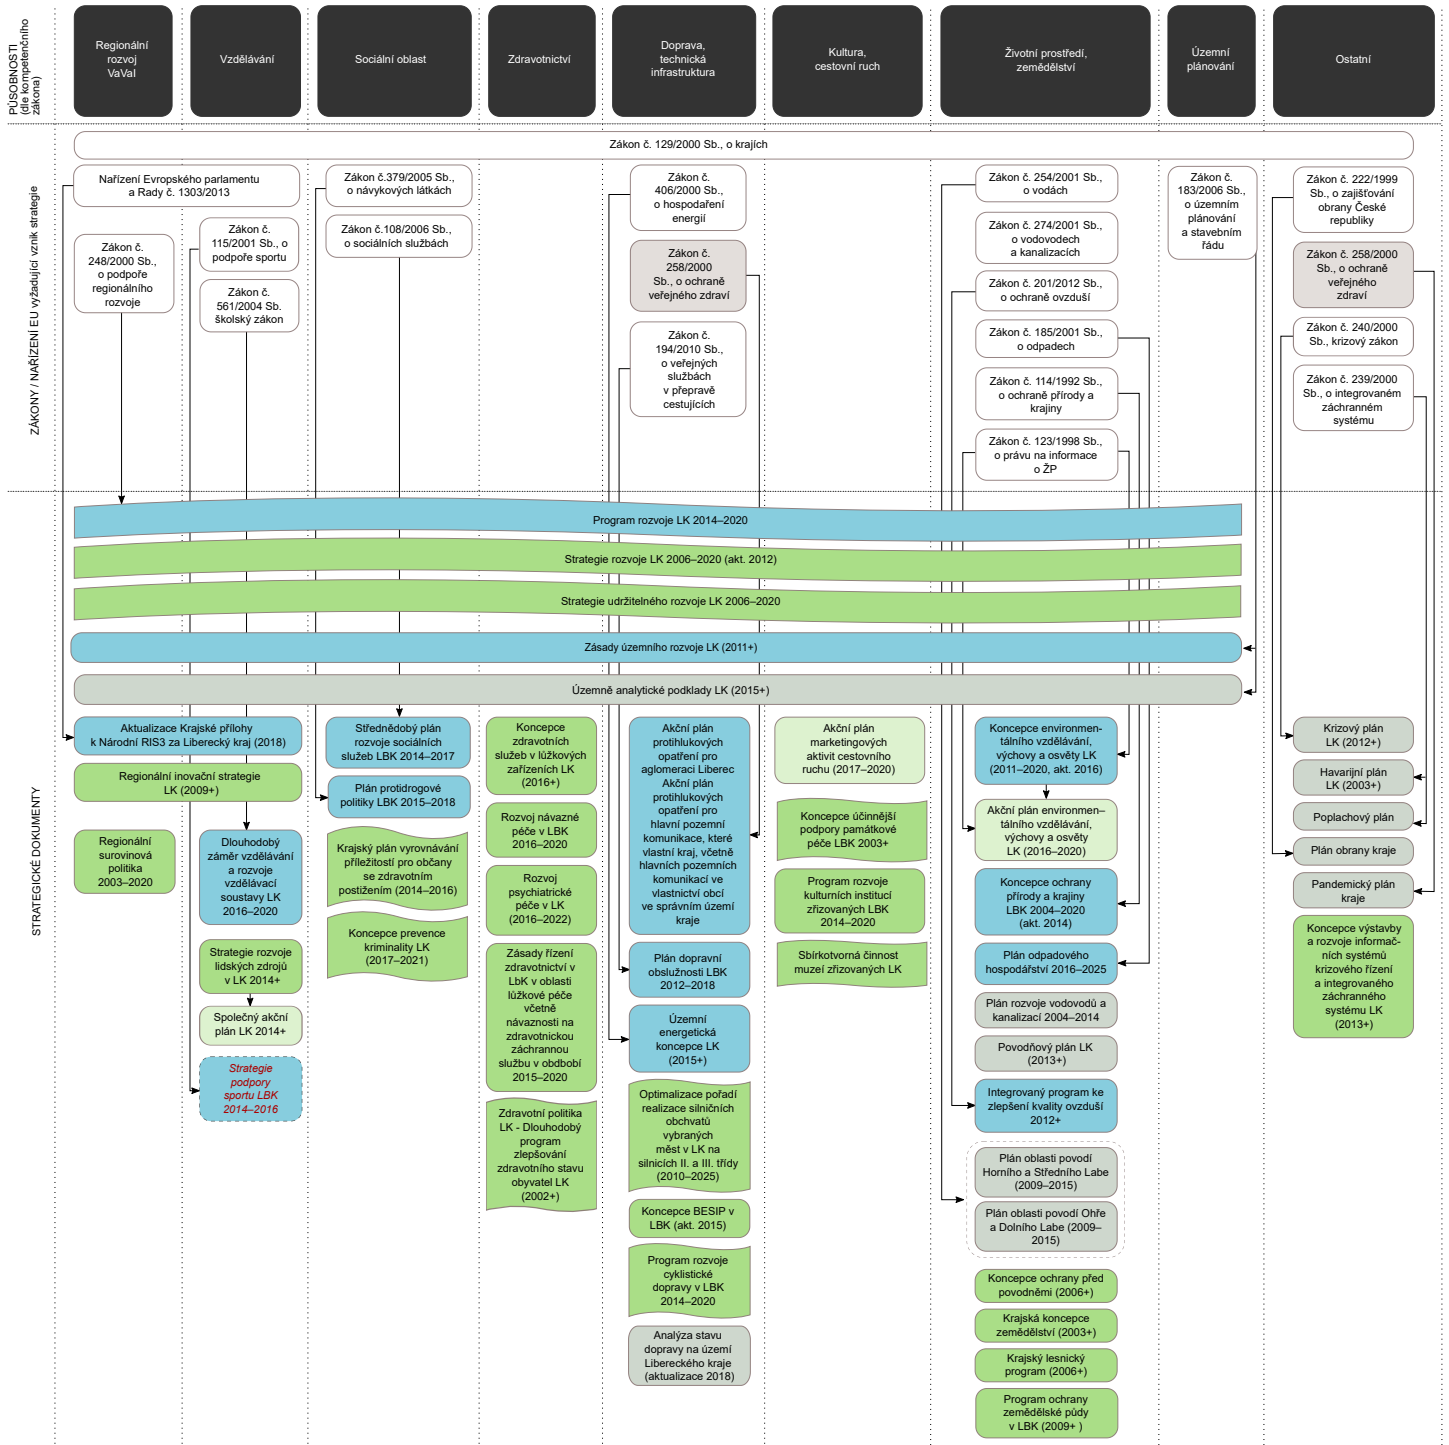 PŮSOBNOSTI
(dle kompetenčního
zákona)
Regionální
rozvoj
VaVaI
Vzdělávání
Sociální oblast
Zdravotnictví
Doprava,
technická
infrastruktura
Kultura,
cestovní ruch
Životní prostředí,
zemědělství
Územní
plánování
Ostatní
ZÁKONY / NAŘÍZENÍ EU vyžadující vznik strategie
Zákon č. 129/2000 Sb., o krajích
Nařízení Evropského parlamentu
a Rady č. 1303/2013
Zákon č.
248/2000 Sb.,
o podpoře
regionálního
rozvoje
Zákon č.
115/2001 Sb., o
podpoře sportu
Zákon č.
561/2004 Sb.
školský zákon
Zákon č.379/2005 Sb.,
o návykových látkách
Zákon č.108/2006 Sb.,
o sociálních službách
Zákon č.
406/2000 Sb.,
o hospodaření
energií
Zákon č.
258/2000
Sb., o ochraně
veřejného zdraví
Zákon č.
194/2010 Sb.,
o veřejných
službách
v přepravě
cestujících
Zákon č. 254/2001 Sb.,
o vodách
Zákon č. 274/2001 Sb.,
o vodovodech
a kanalizacích
Zákon č. 201/2012 Sb.,
o ochraně ovzduší
Zákon č. 185/2001 Sb.,
o odpadech
Zákon č. 114/1992 Sb.,
o ochraně přírody a
krajiny
Zákon č. 123/1998 Sb.,
o právu na informace
o ŽP
Zákon č.
183/2006 Sb.,
o územním
plánování
a stavebním
řádu
Zákon č. 222/1999
Sb., o zajišťování
obrany České
republiky
Zákon č. 258/2000
Sb., o ochraně
veřejného
zdraví
Zákon č. 240/2000
Sb., krizový zákon
Zákon č. 239/2000
Sb., o integrovaném
záchranném
systému
STRATEGICKÉ DOKUMENTY
Program rozvoje LK 2014–2020
Strategie rozvoje LK 2006–2020 (akt. 2012)
Strategie udržitelného rozvoje LK 2006–2020
Zásady územního rozvoje LK (2011+)
Územně analytické podklady LK (2015+)
Aktualizace Krajské přílohy
k Národní RIS3 za Liberecký kraj (2018)
Regionální inovační strategie
LK (2009+)
Regionální
surovinová
politika
2003–2020
Dlouhodobý
záměr vzdělávání
a rozvoje
vzdělávací
soustavy LK
2016–2020
Strategie rozvoje
lidských zdrojů
v LK 2014+
Společný akční
plán LK 2014+
Strategie
podpory
sportu LBK
2014–2016
Střednědobý plán
rozvoje sociálních
služeb LBK 2014–2017
Plán protidrogové
politiky LBK 2015–2018
Krajský plán vyrovnávání
příležitostí pro občany
se zdravotním
postižením (2014–2016)
Koncepce prevence
kriminality LK
(2017–2021)
Koncepce
zdravotních
služeb v lůžkových
zařízeních LK
(2016+)
Rozvoj návazné
péče v LBK
2016–2020
Rozvoj
psychiatrické
péče v LK
(2016–2022)
Zásady řízení
zdravotnictví v
LbK v oblasti
lůžkové péče
včetně
návaznosti na
zdravotnickou
záchrannou
službu v obdobbí
2015–2020
Zdravotní politika
LK - Dlouhodobý
program
zlepšování
zdravotního stavu
obyvatel LK
(2002+)
Akční plán
protihlukových
opatření pro
aglomeraci Liberec
Akční plán
protihlukových
opatření pro
hlavní pozemní
komunikace, které
vlastní kraj, včetně
hlavních pozemních
komunikací ve
vlastnictví obcí
ve správním území
kraje
Plán dopravní
obslužnosti LBK
2012–2018
Územní
energetická
koncepce LK
(2015+)
Optimalizace pořadí
realizace silničních
obchvatů
vybraných
měst v LK na
silnicích II. a III. třídy
(2010–2025)
Koncepce BESIP v
LBK (akt. 2015)
Program rozvoje
cyklistické
dopravy v LBK
2014–2020
Analýza stavu
dopravy na území
Libereckého kraje
(aktualizace 2018)
Akční plán
marketingových
aktivit cestovního
ruchu (2017–2020)
Koncepce účinnější
podpory památkové
péče LBK 2003+
Program rozvoje
kulturních institucí
zřizovaných LBK
2014–2020
Sbírkotvorná činnost
muzeí zřizovaných LK
Koncepce environmen-
tálního vzdělávání,
výchovy a osvěty LK
(2011–2020, akt. 2016)
Akční plán environmen–
tálního vzdělávání,
výchovy a osvěty
LK (2016–2020)
Koncepce ochrany
přírody a krajiny
LBK 2004–2020
(akt. 2014)
Plán odpadového
hospodářství 2016–2025
Plán rozvoje vodovodů a
kanalizací 2004–2014
Povodňový plán LK
(2013+)
Integrovaný program ke
zlepšení kvality ovzduší
2012+
Plán oblasti povodí
Horního a Středního Labe
(2009–2015)
Plán oblasti povodí Ohře
a Dolního Labe (2009–
2015)
Koncepce ochrany před
povodněmi (2006+)
Krajská koncepce
zemědělství (2003+)
Krajský lesnický
program (2006+)
Program ochrany
zemědělské půdy
v LBK (2009+ )
Krizový plán
LK (2012+)
Havarijní plán
LK (2003+)
Poplachový plán
Plán obrany kraje
Pandemický plán
kraje
Koncepce výstavby
a rozvoje informač-
ních systémů
krizového řízení
a integrovaného
záchranného
systému LK
(2013+)